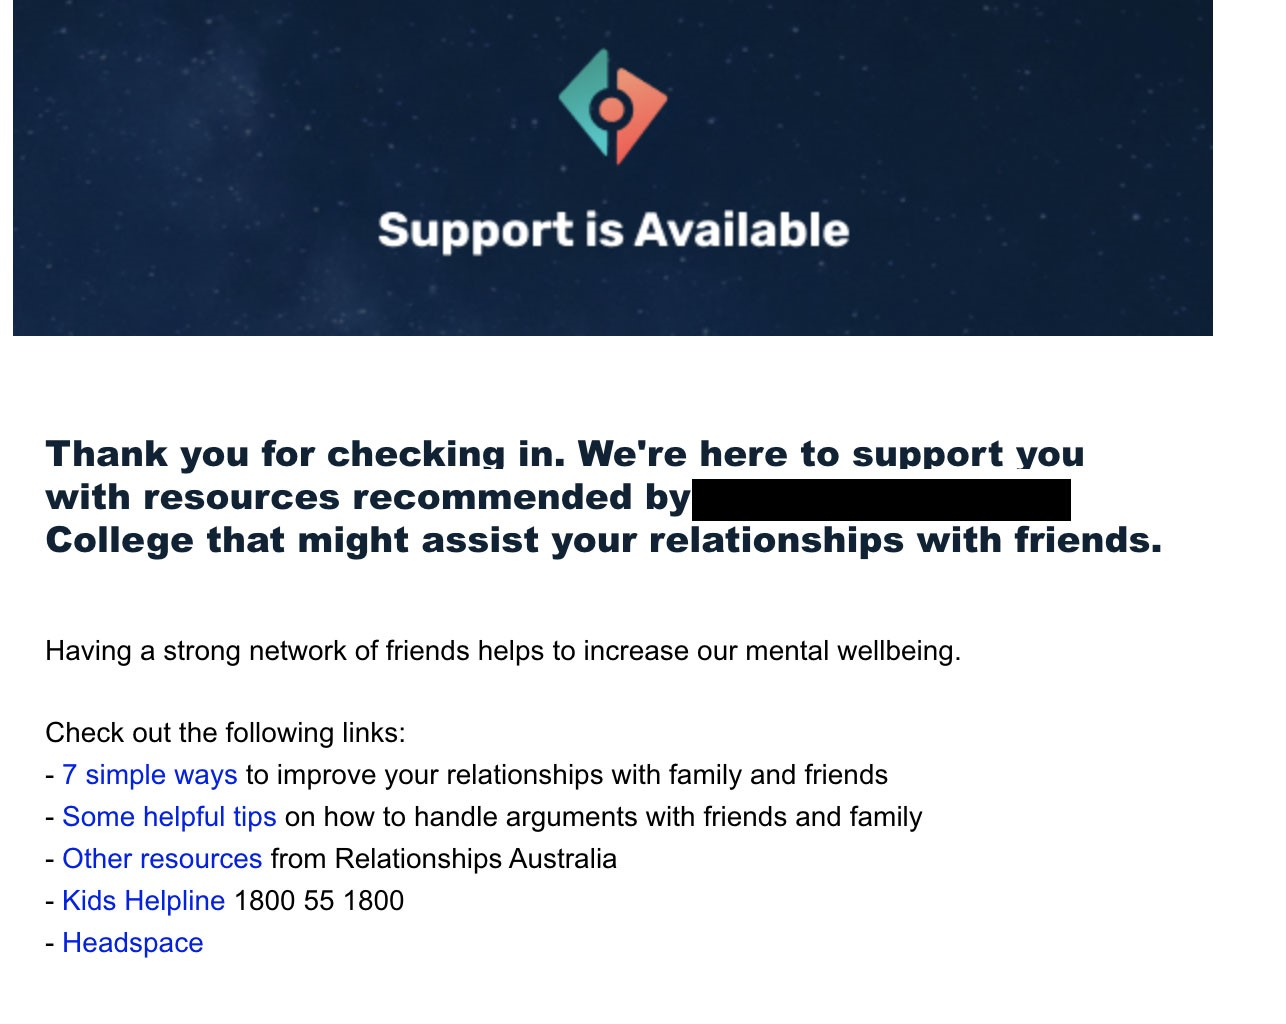 Support is Available
Thank you for checking in. We're here to support you
with resources recommended by
College that might assist your relationships with friends.
Having a strong network of friends helps to increase our mental wellbeing.
Check out the following links:
- 7 simple ways to improve your relationships with family and friends
- Some helpful tips on how to handle arguments with friends and family
- Other resources from Relationships Australia
- Kids Helpline 1800 55 1800
- Headspace